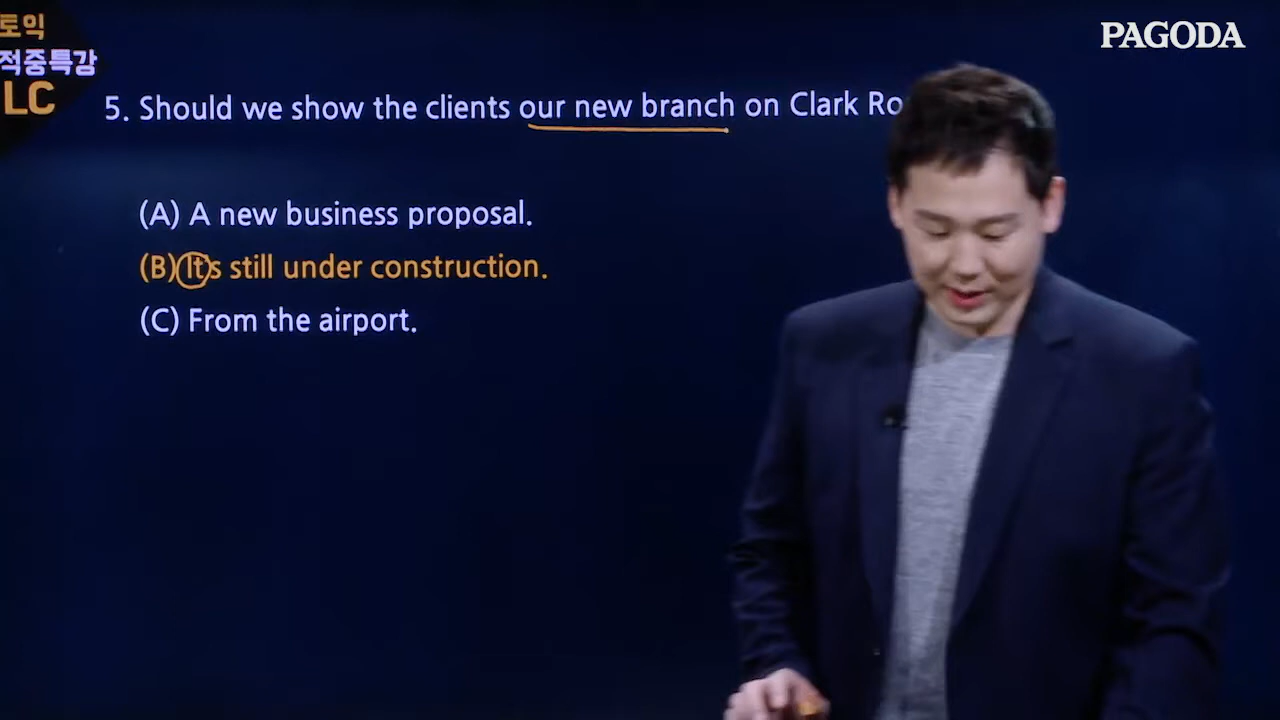 토익
적중특강
LC
PAGODA
5. Should we show the clients our new branch on Clark
(A) A new business proposal.
(B) It's still under construction.
(C) From the airport.